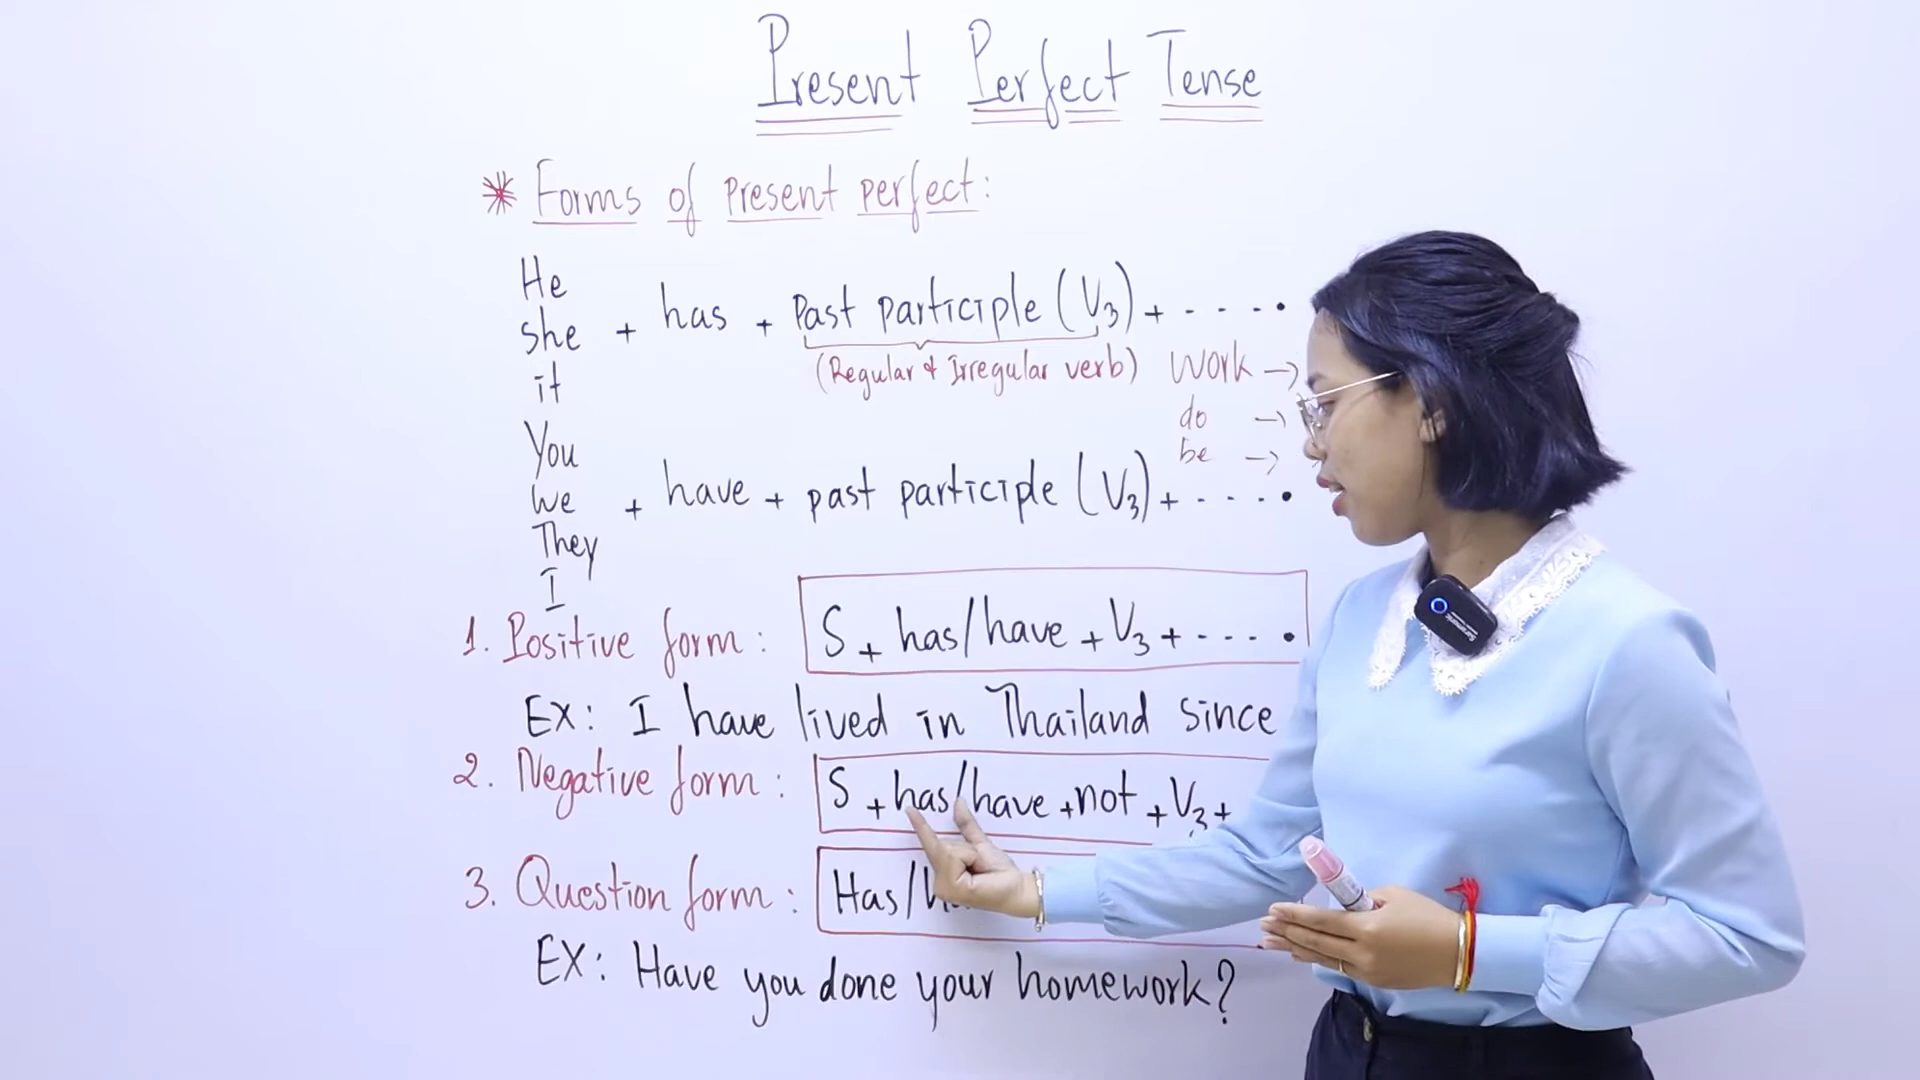 Present Perfect Tense
* Forms of present perfect:
He
she
it
+ has + Past participle (V3) + - - - - .
(Regular & Irregular verb)
work →
do →
be →
You
we
They
I
+ have + past participle (V3) + - - - - .
1. Positive form : S + has/have + V3 + - - - - .
EX: I have lived in Thailand since
2. Negative form : S + has/have + not + V3 +
3. Question form : Has/
EX: Have you done your homework?
Saramonic